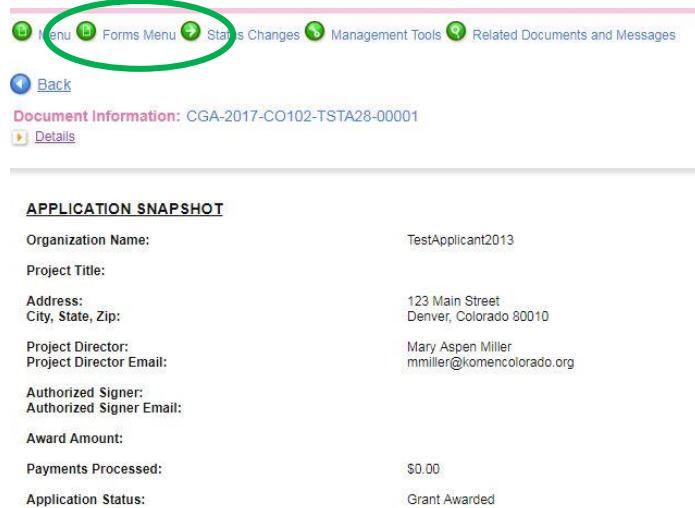 Menu Forms Menu Status Changes Management Tools Related Documents and Messages
Back
Document Information: CGA-2017-CO102-TSTA28-00001
Details
APPLICATION SNAPSHOT
Organization Name: TestApplicant2013
Project Title:
Address: 123 Main Street
City, State, Zip: Denver, Colorado 80010
Project Director: Mary Aspen Miller
Project Director Email: mmiller@komencolorado.org
Authorized Signer:
Authorized Signer Email:
Award Amount:
Payments Processed: $0.00
Application Status: Grant Awarded